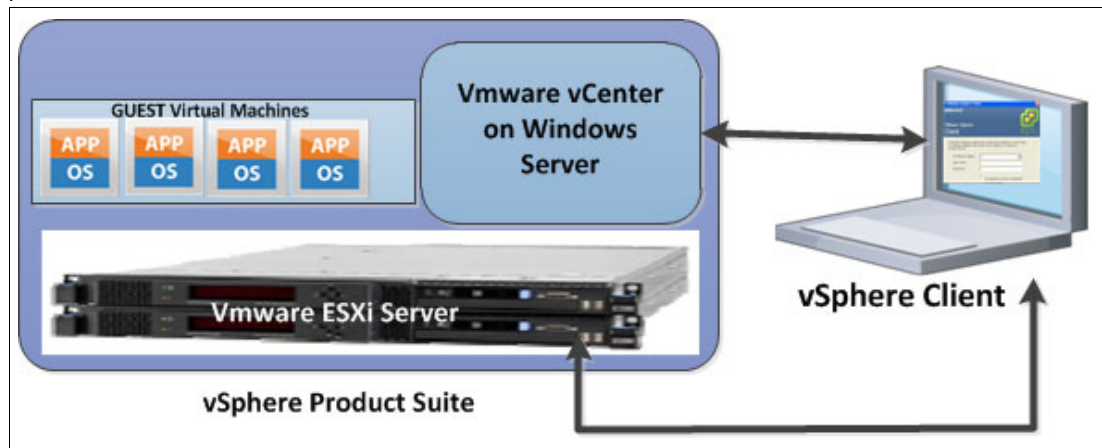 GUEST Virtual Machines
APP
OS
APP
OS
APP
OS
APP
OS
Vmware vCenter
on Windows
Server
Vmware ESXi Server
vSphere Client
vSphere Product Suite